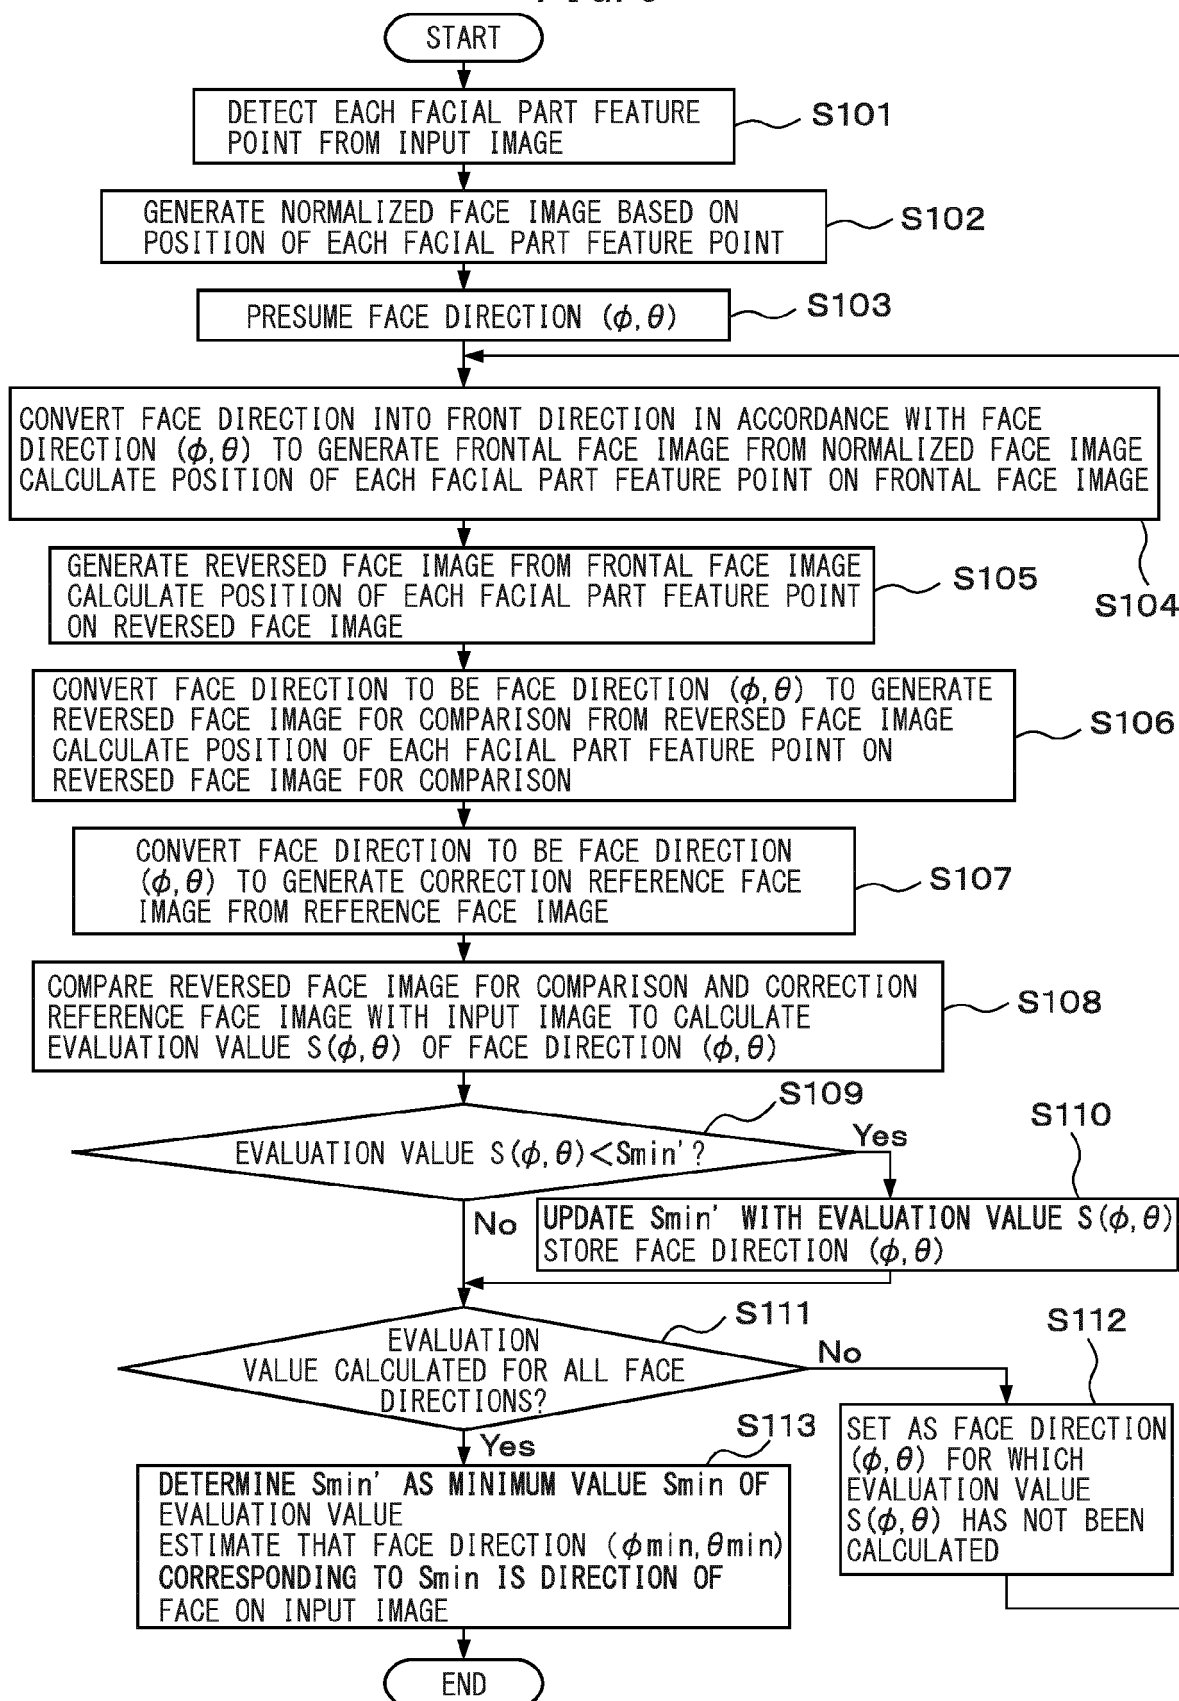 START
DETECT EACH FACIAL PART FEATURE
POINT FROM INPUT IMAGE
S101
GENERATE NORMALIZED FACE IMAGE BASED ON
POSITION OF EACH FACIAL PART FEATURE POINT
S102
PRESUME FACE DIRECTION (ϕ,θ)
S103
CONVERT FACE DIRECTION INTO FRONT DIRECTION IN ACCORDANCE WITH FACE
DIRECTION (ϕ,θ) TO GENERATE FRONTAL FACE IMAGE FROM NORMALIZED FACE IMAGE
CALCULATE POSITION OF EACH FACIAL PART FEATURE POINT ON FRONTAL FACE IMAGE
S104
GENERATE REVERSED FACE IMAGE FROM FRONTAL FACE IMAGE
CALCULATE POSITION OF EACH FACIAL PART FEATURE POINT
ON REVERSED FACE IMAGE
S105
CONVERT FACE DIRECTION TO BE FACE DIRECTION (ϕ,θ) TO GENERATE
REVERSED FACE IMAGE FOR COMPARISON FROM REVERSED FACE IMAGE
CALCULATE POSITION OF EACH FACIAL PART FEATURE POINT ON
REVERSED FACE IMAGE FOR COMPARISON
S106
CONVERT FACE DIRECTION TO BE FACE DIRECTION
(ϕ,θ) TO GENERATE CORRECTION REFERENCE FACE
IMAGE FROM REFERENCE FACE IMAGE
S107
COMPARE REVERSED FACE IMAGE FOR COMPARISON AND CORRECTION
REFERENCE FACE IMAGE WITH INPUT IMAGE TO CALCULATE
EVALUATION VALUE S(ϕ,θ) OF FACE DIRECTION (ϕ,θ)
S108
S109
EVALUATION VALUE S(ϕ,θ)<Smin'?
Yes
No
S110
UPDATE Smin' WITH EVALUATION VALUE S(ϕ,θ)
STORE FACE DIRECTION (ϕ,θ)
S111
EVALUATION
VALUE CALCULATED FOR ALL FACE
DIRECTIONS?
No
Yes
S112
SET AS FACE DIRECTION
(ϕ,θ) FOR WHICH
EVALUATION VALUE
S(ϕ,θ) HAS NOT BEEN
CALCULATED
S113
DETERMINE Smin' AS MINIMUM VALUE Smin OF
EVALUATION VALUE
ESTIMATE THAT FACE DIRECTION (ϕmin,θmin)
CORRESPONDING TO Smin IS DIRECTION OF
FACE ON INPUT IMAGE
END